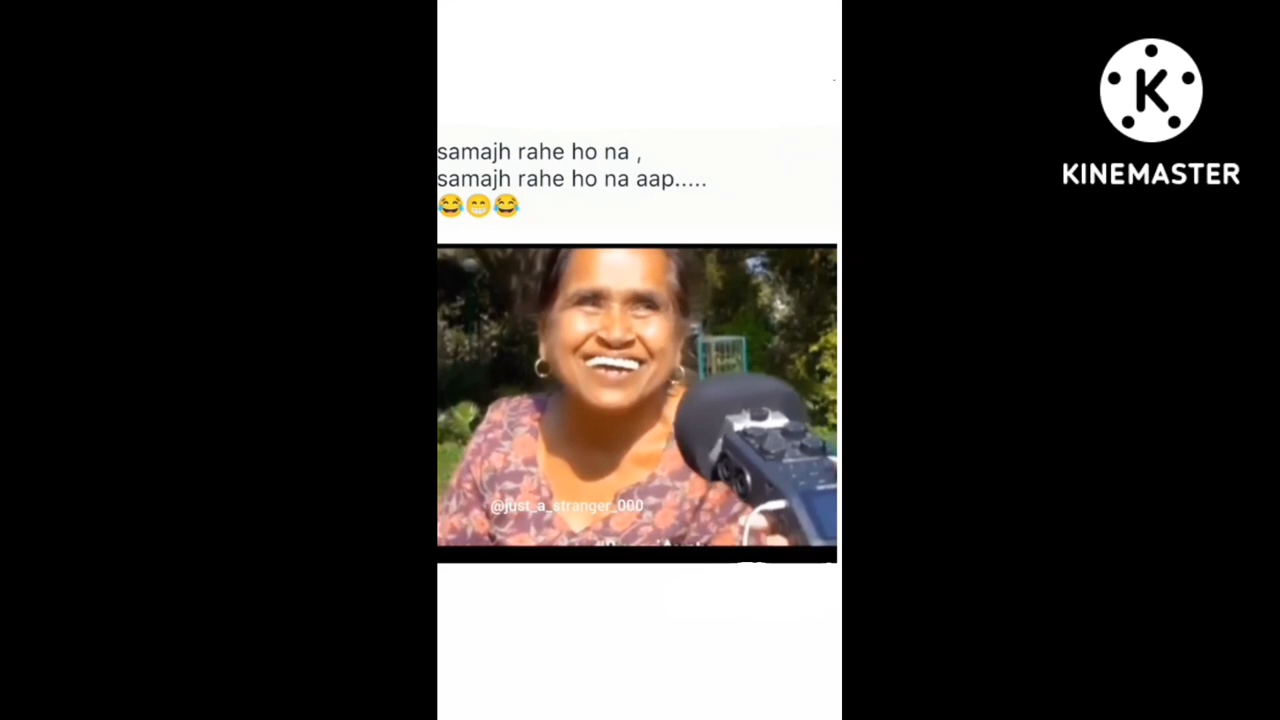 samajh rahe ho na ,
samajh rahe ho na aap.....
😂😁😂
K
KINEMASTER
@just_a_stranger_000